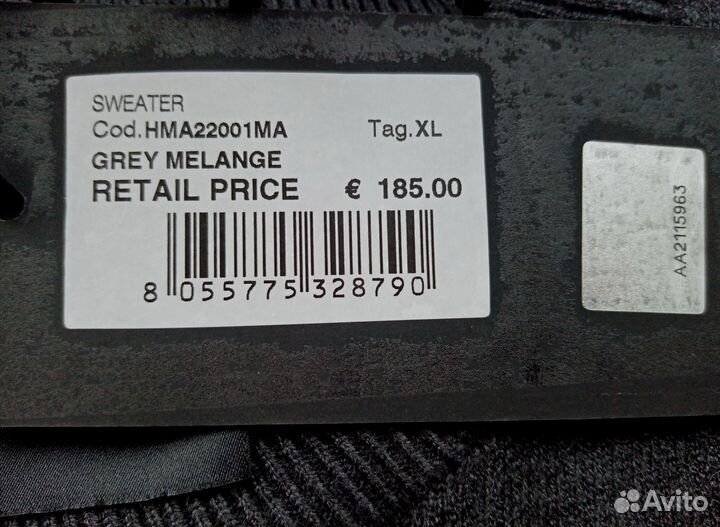 SWEATER
Cod.HMA22001MA Tag.XL
GREY MELANGE
RETAIL PRICE € 185.00
8 055775 328790
AA2115963
Avito